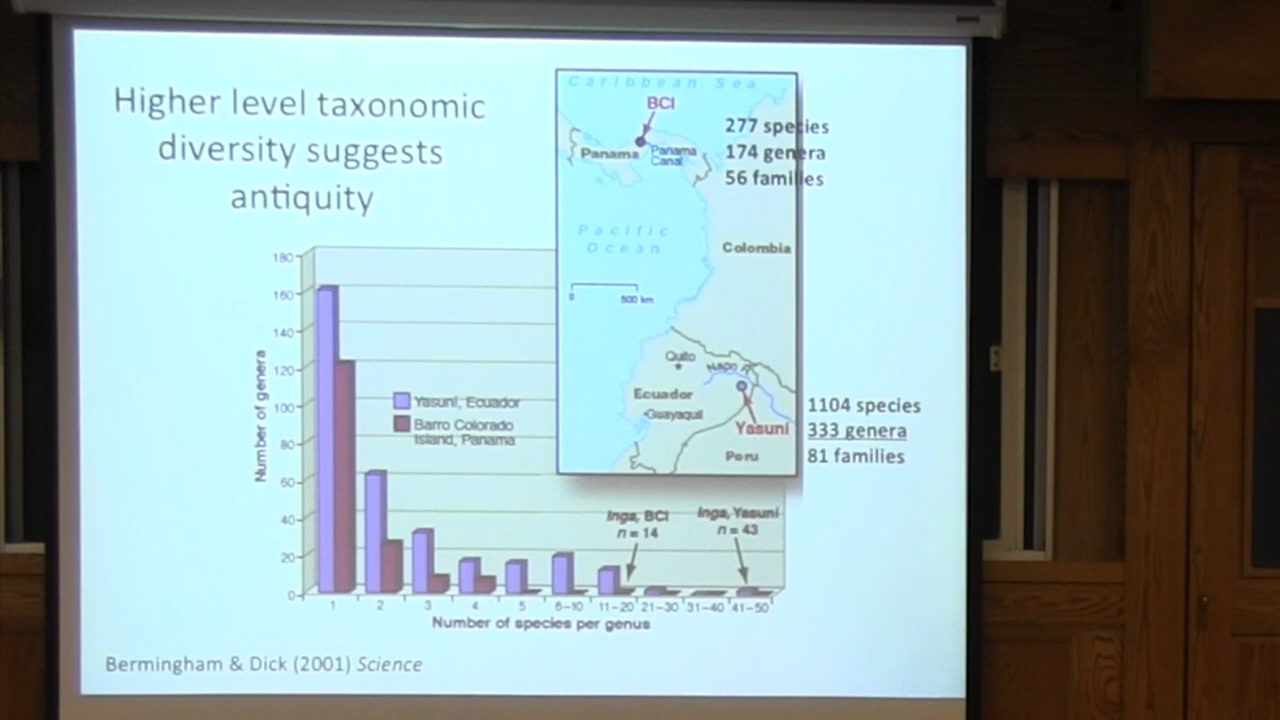 Higher level taxonomic
diversity suggests
antiquity
Caribbean Sea
BCI
277 species
174 genera
56 families
Panama
Panama
Canal
Pacific
Ocean
Colombia
0 500 km
Quito
Napo
Ecuador
Guayaquil
Yasuni
Peru
1104 species
333 genera
81 families
180
160
140
120
100
80
60
40
20
0
Number of genera
Yasuni, Ecuador
Barro Colorado
Island, Panama
Inga, BCI
n = 14
Inga, Yasuni
n = 43
1 2 3 4 5 6-10 11-20 21-30 31-40 41-50
Number of species per genus
Bermingham & Dick (2001) Science